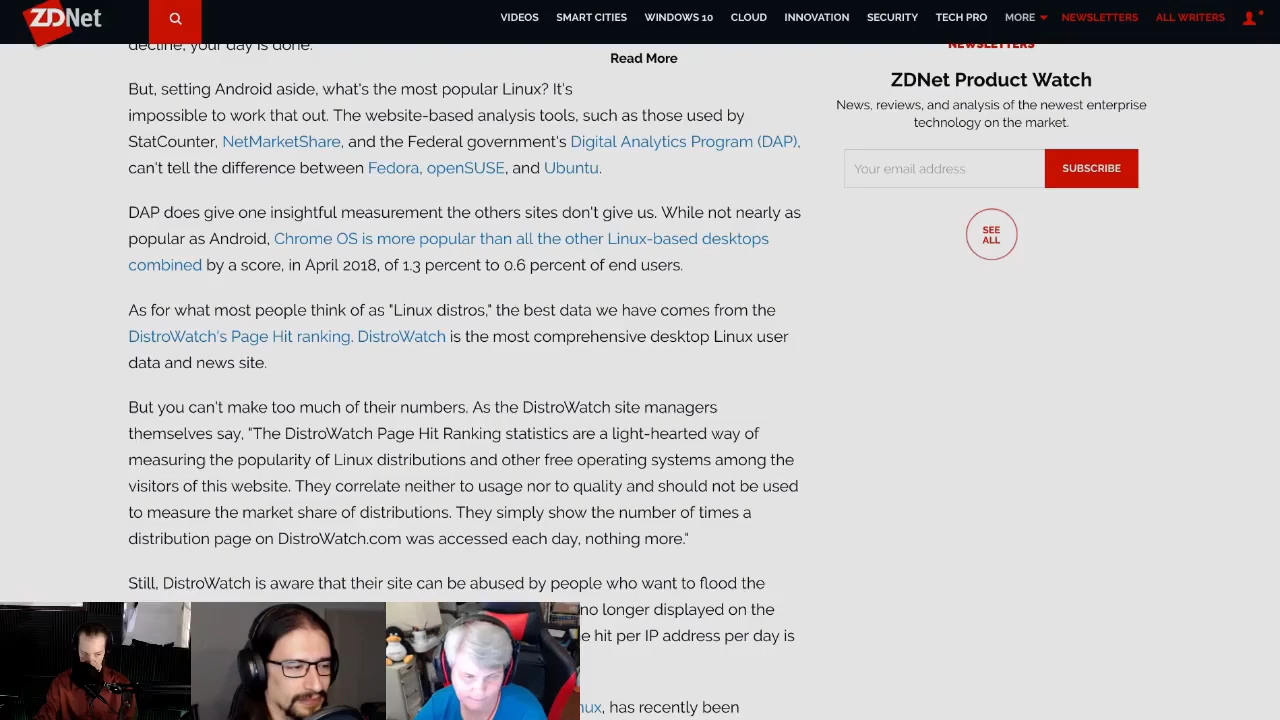 ZDNet
VIDEOS SMART CITIES WINDOWS 10 CLOUD INNOVATION SECURITY TECH PRO MORE NEWSLETTERS ALL WRITERS
decline, your day is done.
Read More
But, setting Android aside, what's the most popular Linux? It's
impossible to work that out. The website-based analysis tools, such as those used by
StatCounter, NetMarketShare, and the Federal government's Digital Analytics Program (DAP),
can't tell the difference between Fedora, openSUSE, and Ubuntu.
DAP does give one insightful measurement the others sites don't give us. While not nearly as
popular as Android, Chrome OS is more popular than all the other Linux-based desktops
combined by a score, in April 2018, of 1.3 percent to 0.6 percent of end users.
As for what most people think of as "Linux distros," the best data we have comes from the
DistroWatch's Page Hit ranking. DistroWatch is the most comprehensive desktop Linux user
data and news site.
But you can't make too much of their numbers. As the DistroWatch site managers
themselves say, "The DistroWatch Page Hit Ranking statistics are a light-hearted way of
measuring the popularity of Linux distributions and other free operating systems among the
visitors of this website. They correlate neither to usage nor to quality and should not be used
to measure the market share of distributions. They simply show the number of times a
distribution page on DistroWatch.com was accessed each day, nothing more."
Still, DistroWatch is aware that their site can be abused by people who want to flood the
no longer displayed on the
e hit per IP address per day is
nux, has recently been
NEWSLETTERS
ZDNet Product Watch
News, reviews, and analysis of the newest enterprise
technology on the market.
Your email address SUBSCRIBE
SEE
ALL